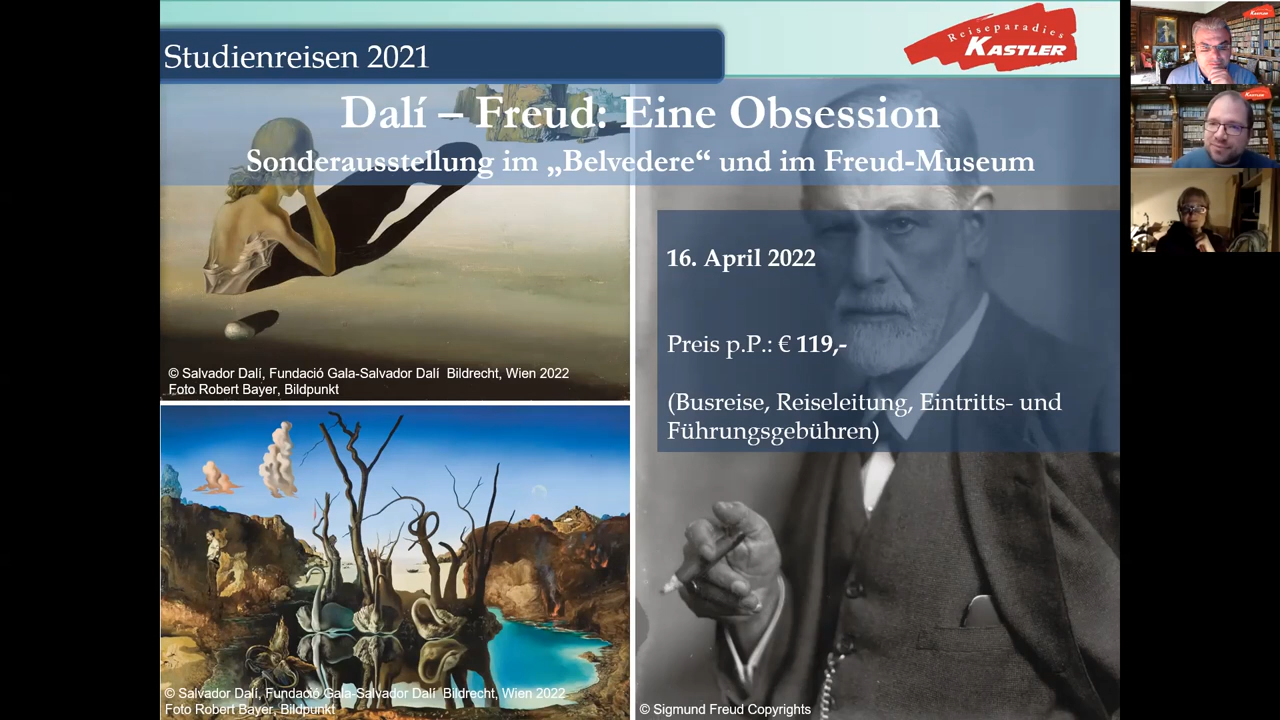 Studienreisen 2021
Reiseparadies
KASTLER
Dalí – Freud: Eine Obsession
Sonderausstellung im „Belvedere“ und im Freud-Museum
16. April 2022
Preis p.P.: € 119,-
(Busreise, Reiseleitung, Eintritts- und
Führungsgebühren)
© Salvador Dalí, Fundació Gala-Salvador Dalí Bildrecht, Wien 2022
Foto Robert Bayer, Bildpunkt
© Salvador Dalí, Fundació Gala-Salvador Dalí Bildrecht, Wien 2022
Foto Robert Bayer, Bildpunkt
© Sigmund Freud Copyrights
KASTLER
KASTLER